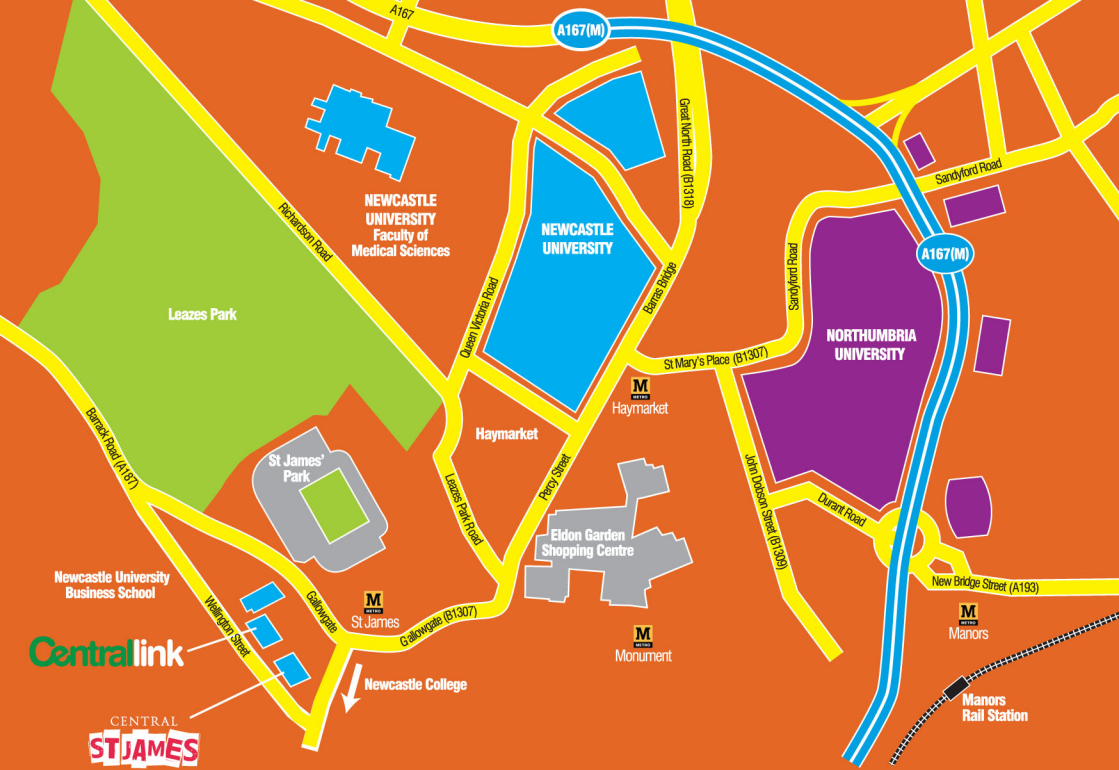 A167
A167(M)
Great North Road (B1318)
Sandyford Road
NEWCASTLE
UNIVERSITY
Faculty of
Medical Sciences
Richardson Road
NEWCASTLE
UNIVERSITY
A167(M)
Sandyford Road
Barras Bridge
Queen Victoria Road
Leazes Park
NORTHUMBRIA
UNIVERSITY
St Mary's Place (B1307)
M
METRO
Haymarket
Haymarket
Barrack Road (A187)
St James'
Park
Leazes Park Road
Percy Street
John Dobson Street (B1309)
Durant Road
Eldon Garden
Shopping Centre
Newcastle University
Business School
Wellington Street
Gallowgate
M
METRO
St James
Gallowgate (B1307)
New Bridge Street (A193)
M
METRO
Manors
M
METRO
Monument
Centrallink
Newcastle College
Manors
Rail Station
CENTRAL
ST JAMES